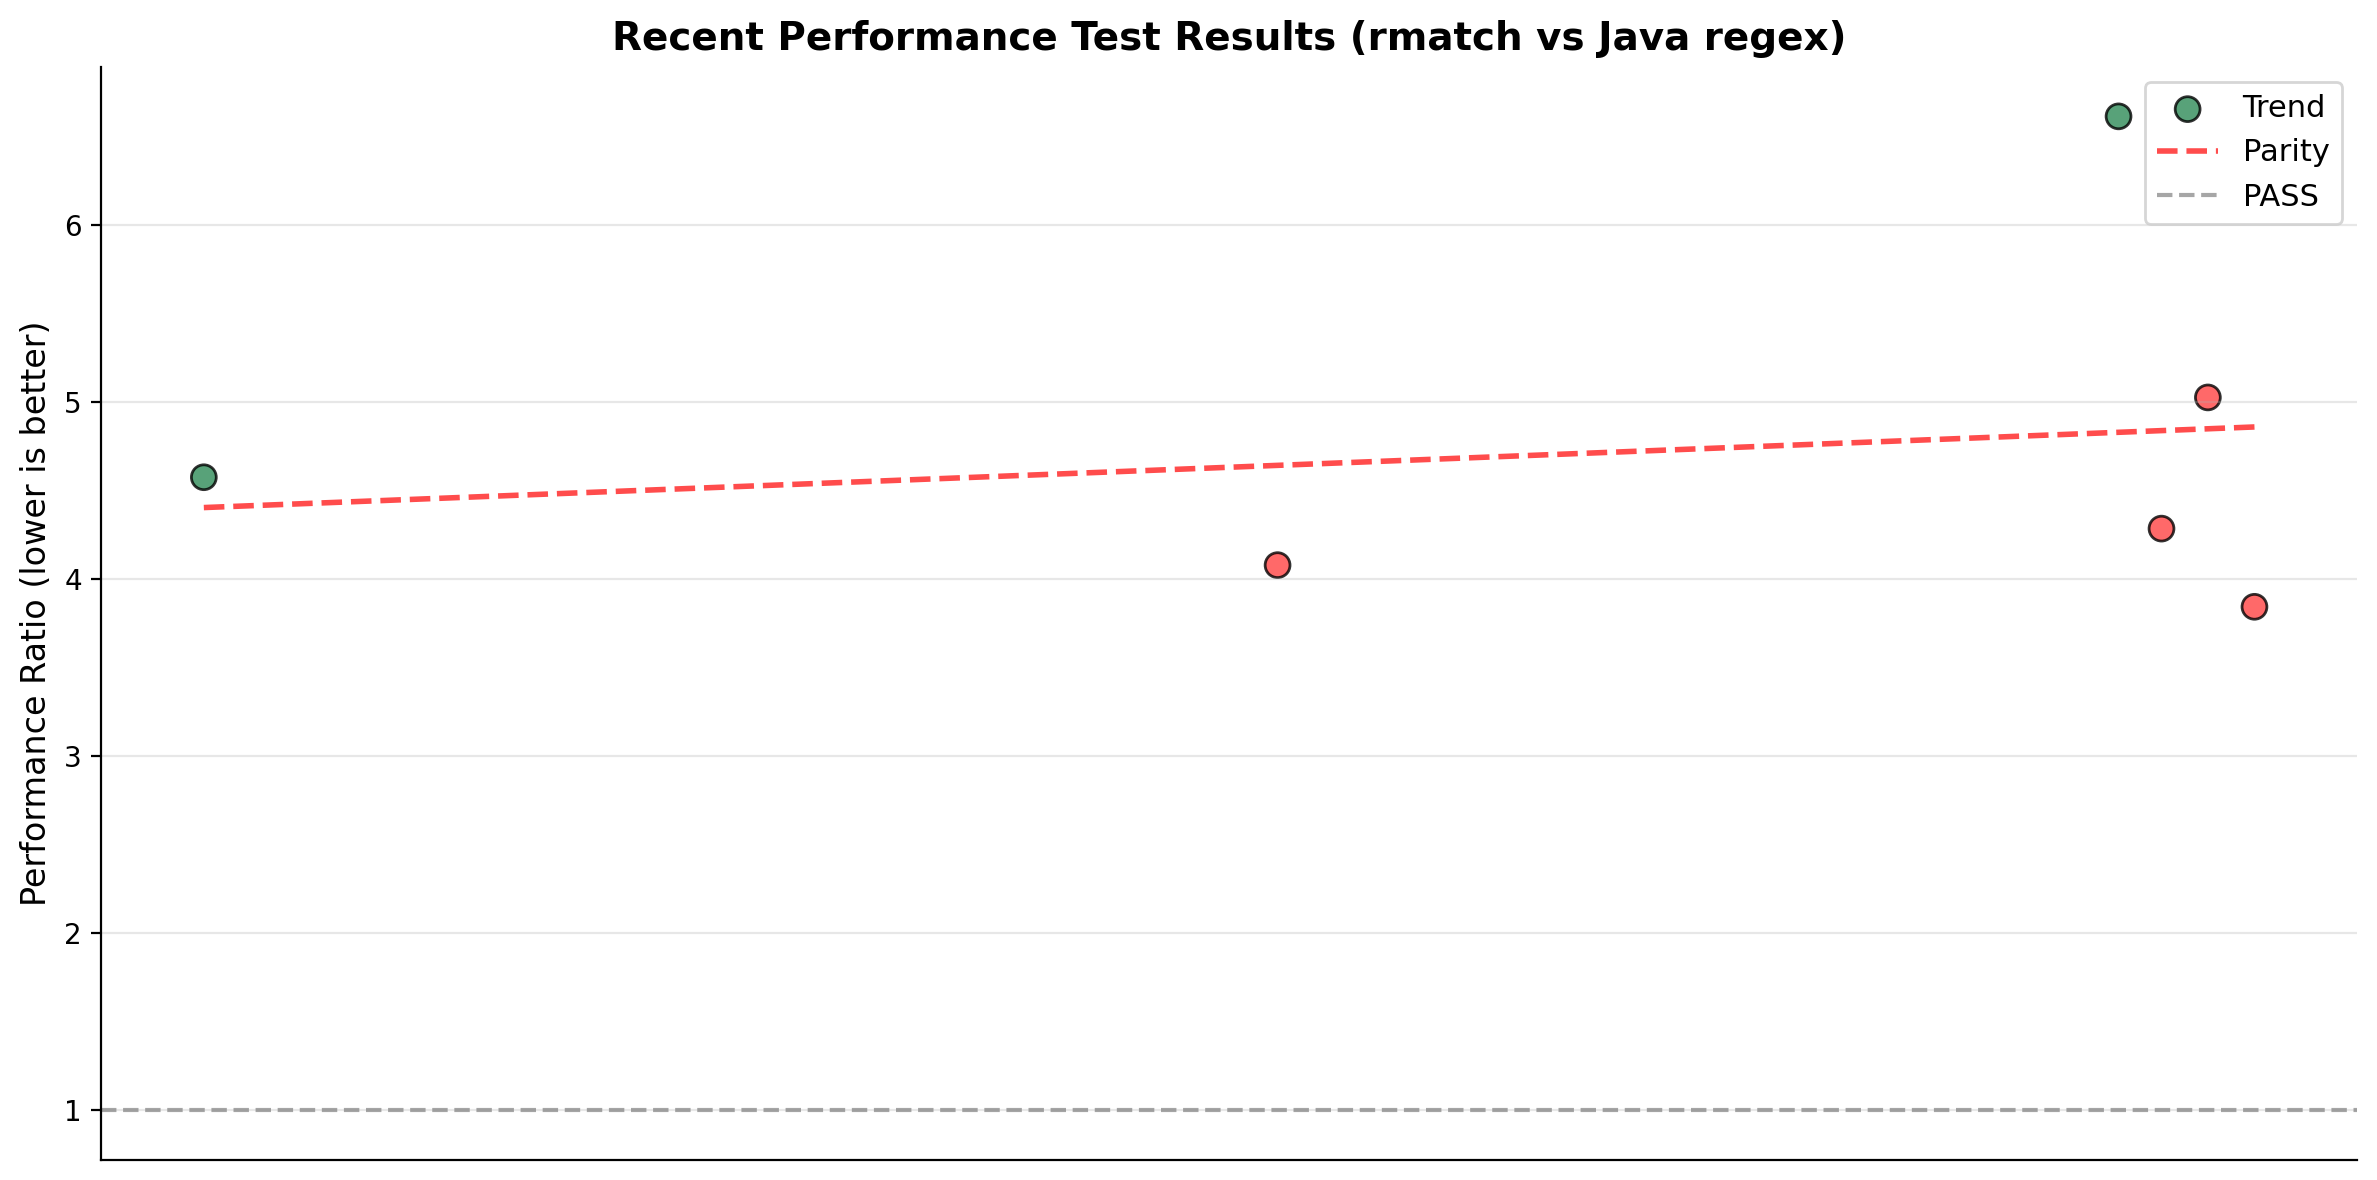 Recent Performance Test Results (rmatch vs Java regex)
Trend
Parity
PASS
Performance Ratio (lower is better)
6
5
4
3
2
1